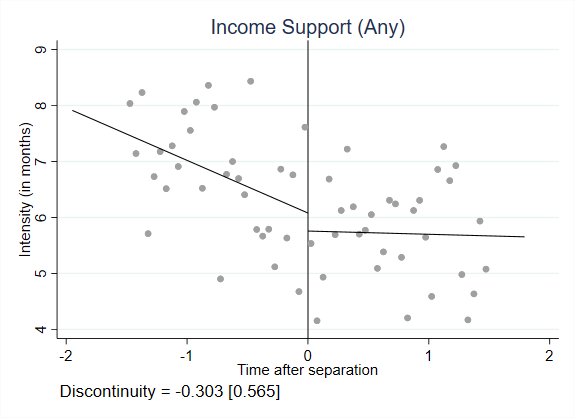 Income Support (Any)
Intensity (in months)
9
8
7
6
5
4
-2
-1
0
1
2
Time after separation
Discontinuity = -0.303 [0.565]